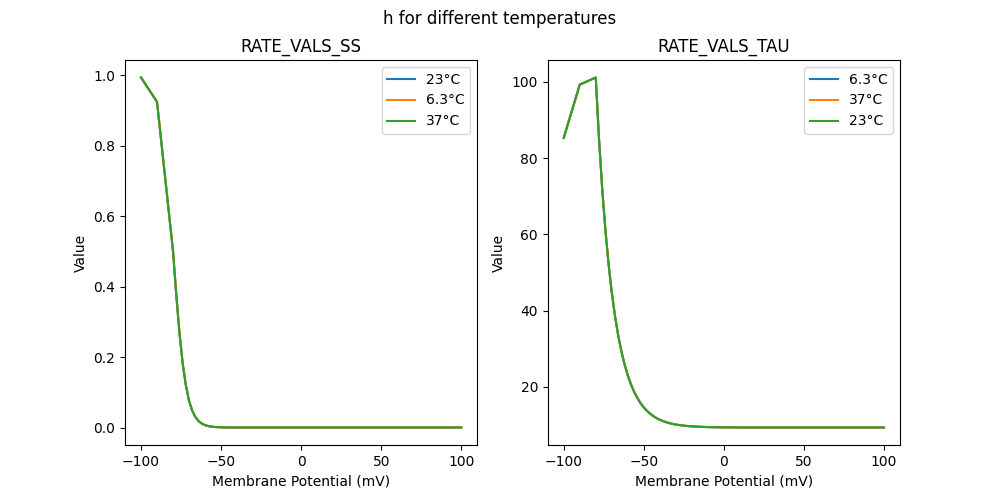 h for different temperatures
RATE_VALS_SS
1.0
0.8
0.6
0.4
0.2
0.0
Value
−100
−50
0
50
100
Membrane Potential (mV)
23°C
6.3°C
37°C
RATE_VALS_TAU
100
80
60
40
20
Value
−100
−50
0
50
100
Membrane Potential (mV)
6.3°C
37°C
23°C